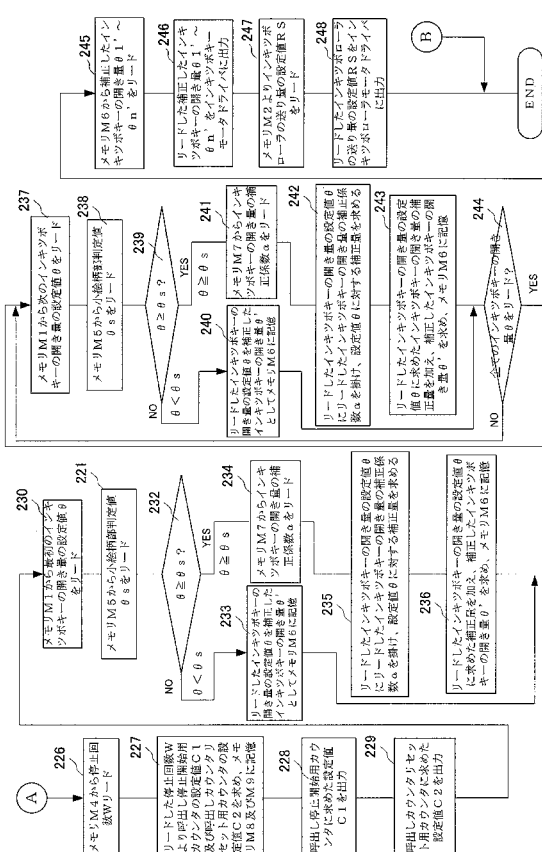 A
226
メモリM4から停止回
数Wリード
227
リードした停止回数W
より呼出し停止開始用
カウンタの設定値C1
及び呼出しカウンタリ
セット用カウンタの設
定値C2を求め、メモ
リM8及びM9に記憶
228
呼出し停止開始用カウ
ンタに求めた設定値
C1を出力
229
呼出しカウンタリセッ
ト用カウンタに求めた
設定値C2を出力
230
メモリM1から最初のインキ
ツボキーの開き量の設定値θ
をリード
221
メモリM5から小絵柄部判定値
θsをリード
232
θ≧θs?
NO
θ<θs
YES
θ≧θs
233
リードしたインキツボキーの
開き量の設定値θを補正した
インキツボキーの開き量θ'
としてメモリM6に記憶
234
メモリM7からインキ
ツボキーの開き量の補
正係数αをリード
235
リードしたインキツボキーの開き量の設定値θ
にリードしたインキツボキーの開き量の補正係
数αを掛け、設定値θに対する補正量を求める
236
リードしたインキツボキーの開き量の設定値θ
に求めた補正量を加え、補正したインキツボ
キーの開き量θ'を求め、メモリM6に記憶
237
メモリM1から次のインキツボ
キーの開き量の設定値θをリード
238
メモリM5から小絵柄部判定値
θsをリード
239
θ≧θs?
NO
θ<θs
YES
θ≧θs
240
リードしたインキツボキーの
開き量の設定値θを補正した
インキツボキーの開き量θ'
としてメモリM6に記憶
241
メモリM7からインキ
ツボキーの開き量の補
正係数αをリード
242
リードしたインキツボキーの開き量の設定値θ
にリードしたインキツボキーの開き量の補正係
数αを掛け、設定値θに対する補正量を求める
243
リードしたインキツボキーの開き量の設定
値θに求めたインキツボキーの開き量の補
正量を加え、補正したインキツボキーの開
き量θ'を求め、メモリM6に記憶
244
全てのインキツボキーの開き
量θをリード?
NO
YES
245
メモリM6から補正したイン
キツボキーの開き量θ1'~
θn'をリード
246
リードした補正したインキ
ツボキーの開き量θ1'~
θn'をインキツボキー
モータドライバに出力
247
メモリM2よりインキツボ
ローラの送り量の設定値RS
をリード
248
リードしたインキツボローラ
の送り量の設定値RSをイン
キツボローラモータドライバ
に出力
B
END